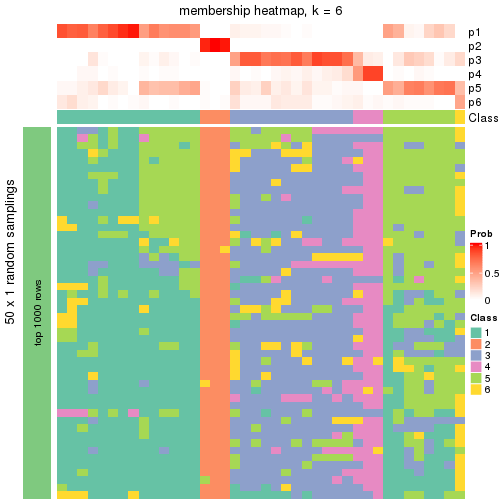 membership heatmap, k = 6
p1
p2
p3
p4
p5
p6
Class
50 x 1 random samplings
top 1000 rows
Prob
1
0.5
0
Class
1
2
3
4
5
6